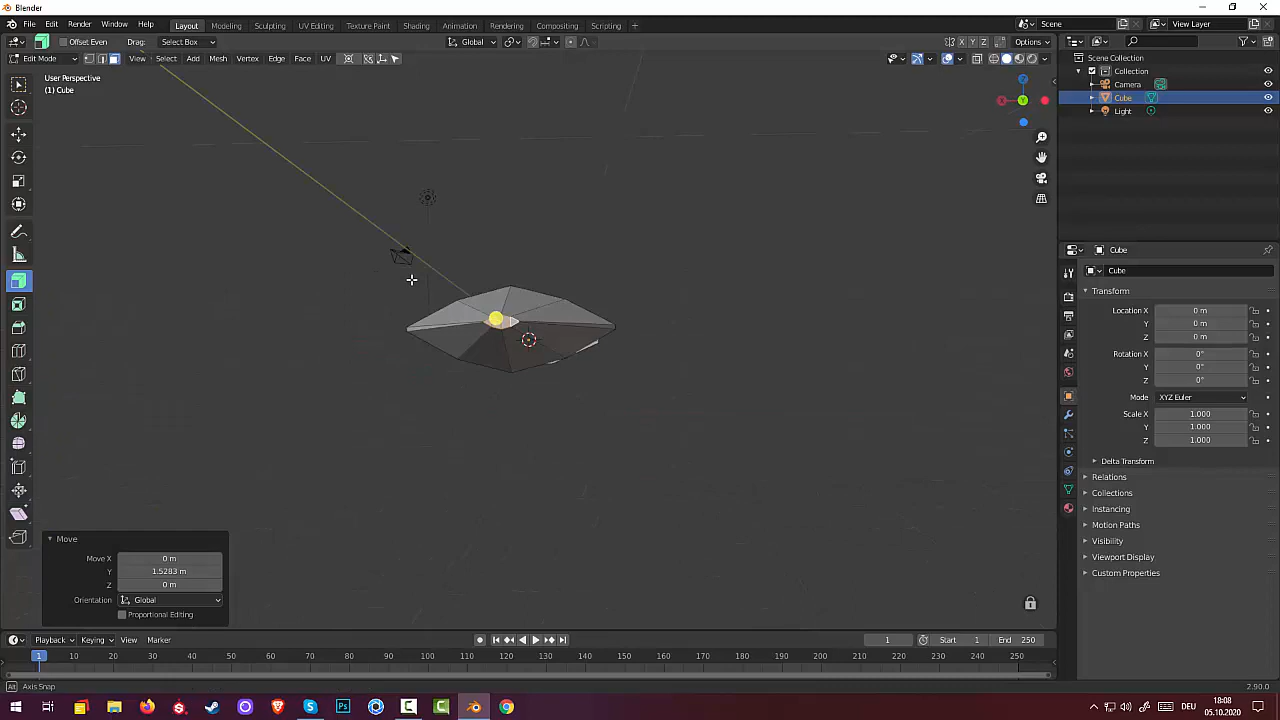 Blender
File Edit Render Window Help Layout Modeling Sculpting UV Editing Texture Paint Shading Animation Rendering Compositing Scripting + Scene View Layer
Offset Even Drag: Select Box Global X Y Z Options
Edit Mode View Select Add Mesh Vertex Edge Face UV
User Perspective
(1) Cube
Scene Collection
Collection
Camera
Cube
Light
Cube
Cube
Transform
Location X 0 m
Y 0 m
Z 0 m
Rotation X 0°
Y 0°
Z 0°
Mode XYZ Euler
Scale X 1.000
Y 1.000
Z 1.000
Delta Transform
Relations
Collections
Instancing
Motion Paths
Visibility
Viewport Display
Custom Properties
Move
Move X 0 m
Y 1.5283 m
Z 0 m
Orientation Global
Proportional Editing
Playback Keying View Marker 1 Start 1 End 250
1 10 20 30 40 50 60 70 80 90 100 110 120 130 140 150 160 170 180 190 200 210 220 230 240 250
Axis Snap 2.90.0
DEU 18:08
05.10.2020